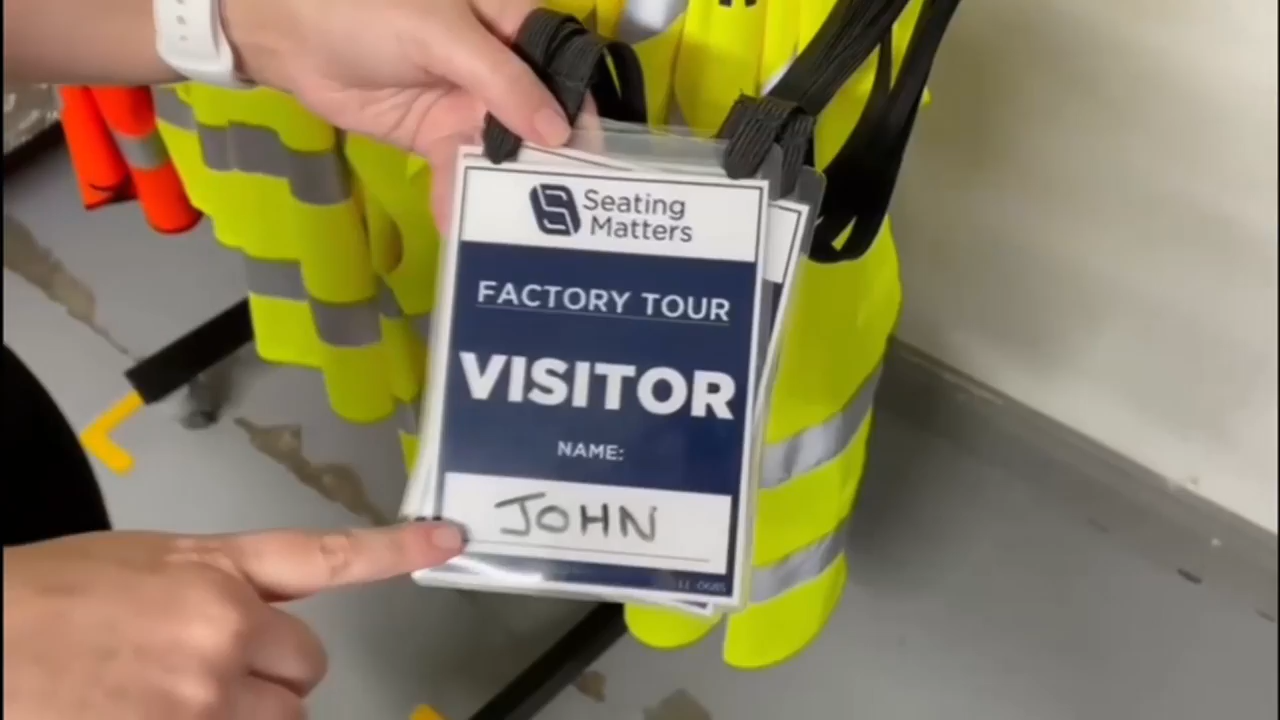 Seating
Matters
FACTORY TOUR
VISITOR
NAME:
JOHN